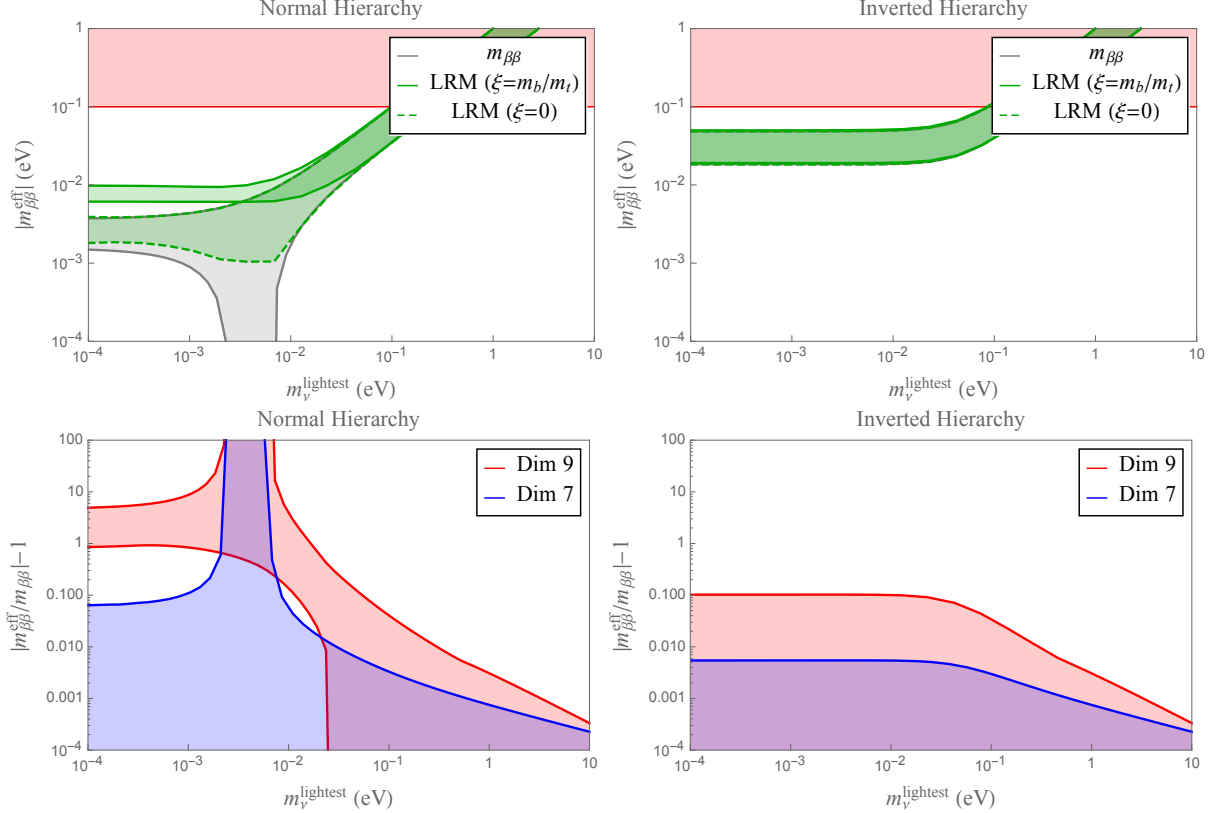 Normal Hierarchy
1
10⁻¹
10⁻²
10⁻³
10⁻⁴
|m_ββ^eff| (eV)
m_ββ
LRM (ξ=m_b/m_t)
LRM (ξ=0)
10⁻⁴ 10⁻³ 10⁻² 10⁻¹ 1 10
m_ν^lightest (eV)
Inverted Hierarchy
1
10⁻¹
10⁻²
10⁻³
10⁻⁴
|m_ββ^eff| (eV)
m_ββ
LRM (ξ=m_b/m_t)
LRM (ξ=0)
10⁻⁴ 10⁻³ 10⁻² 10⁻¹ 1 10
m_ν^lightest (eV)
Normal Hierarchy
100
10
1
0.100
0.010
0.001
10⁻⁴
|m_ββ^eff/m_ββ|−1
Dim 9
Dim 7
10⁻⁴ 10⁻³ 10⁻² 10⁻¹ 1 10
m_ν^lightest (eV)
Inverted Hierarchy
100
10
1
0.100
0.010
0.001
10⁻⁴
|m_ββ^eff/m_ββ|−1
Dim 9
Dim 7
10⁻⁴ 10⁻³ 10⁻² 10⁻¹ 1 10
m_ν^lightest (eV)